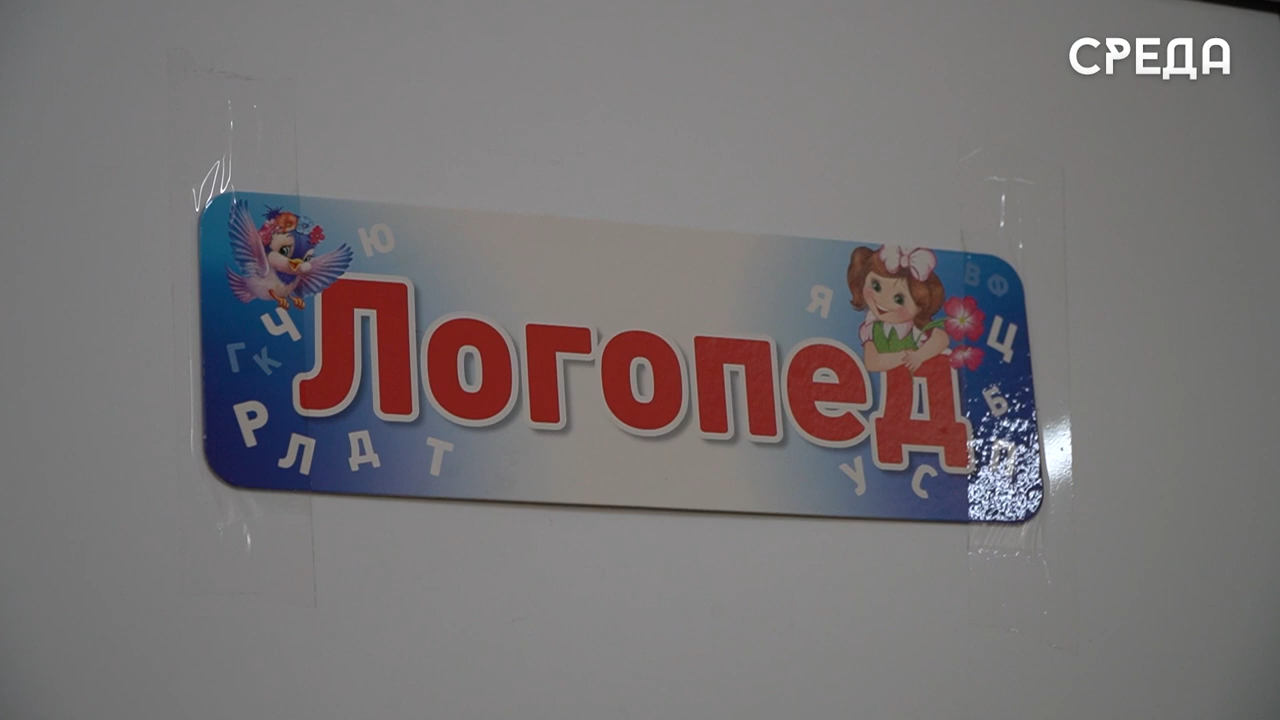 СРЕДА
Ю
Логопед
Я
В Ф
Ч
Ц
Г К
Б
Р Л Д Т
У С П